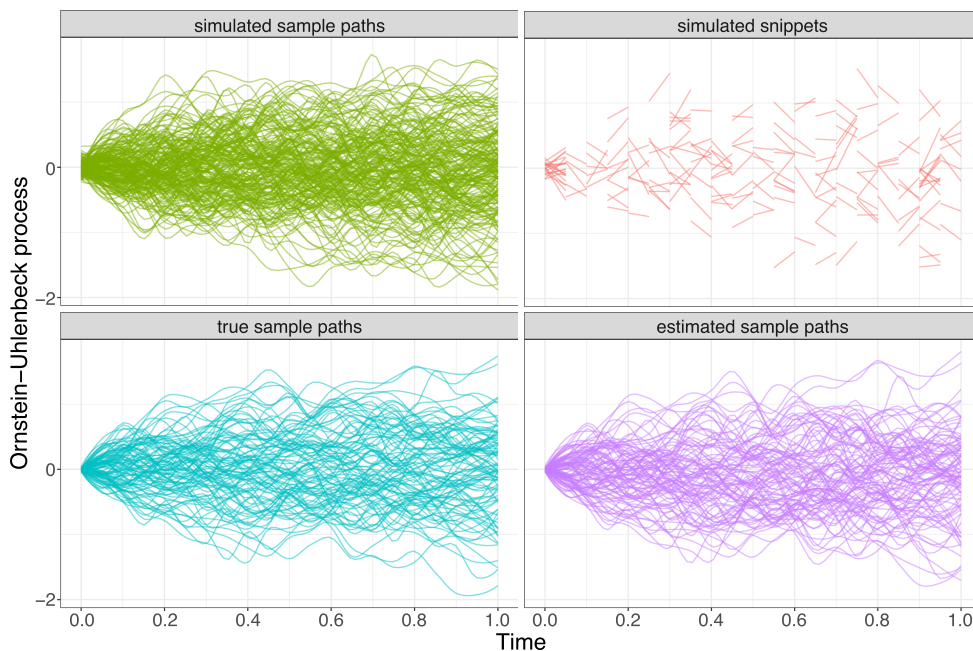 simulated sample paths
simulated snippets
0
−2
true sample paths
estimated sample paths
0
−2
0.0 0.2 0.4 0.6 0.8 1.0
0.0 0.2 0.4 0.6 0.8 1.0
Time
Ornstein−Uhlenbeck process